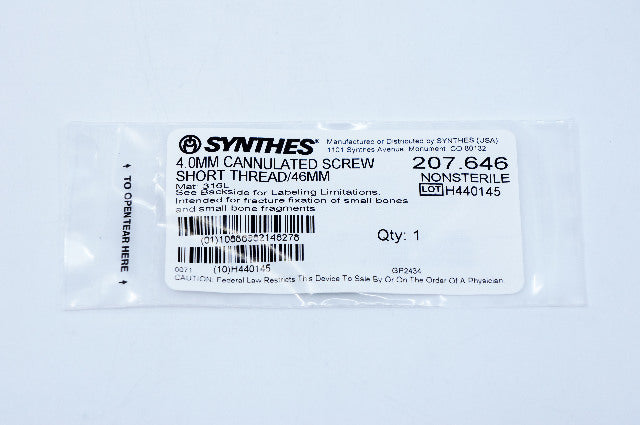 SYNTHES®
Manufactured or Distributed by SYNTHES (USA)
1101 Synthes Avenue, Monument, CO 80132
4.0MM CANNULATED SCREW
SHORT THREAD/46MM
207.646
NONSTERILE
LOT H440145
Mat: 316L
See Backside for Labeling Limitations.
Intended for fracture fixation of small bones
and small bone fragments
Qty: 1
0071
(10)H440145
GP2434
CAUTION: Federal Law Restricts This Device To Sale By Or On The Order Of A Physician.
TO OPEN TEAR HERE